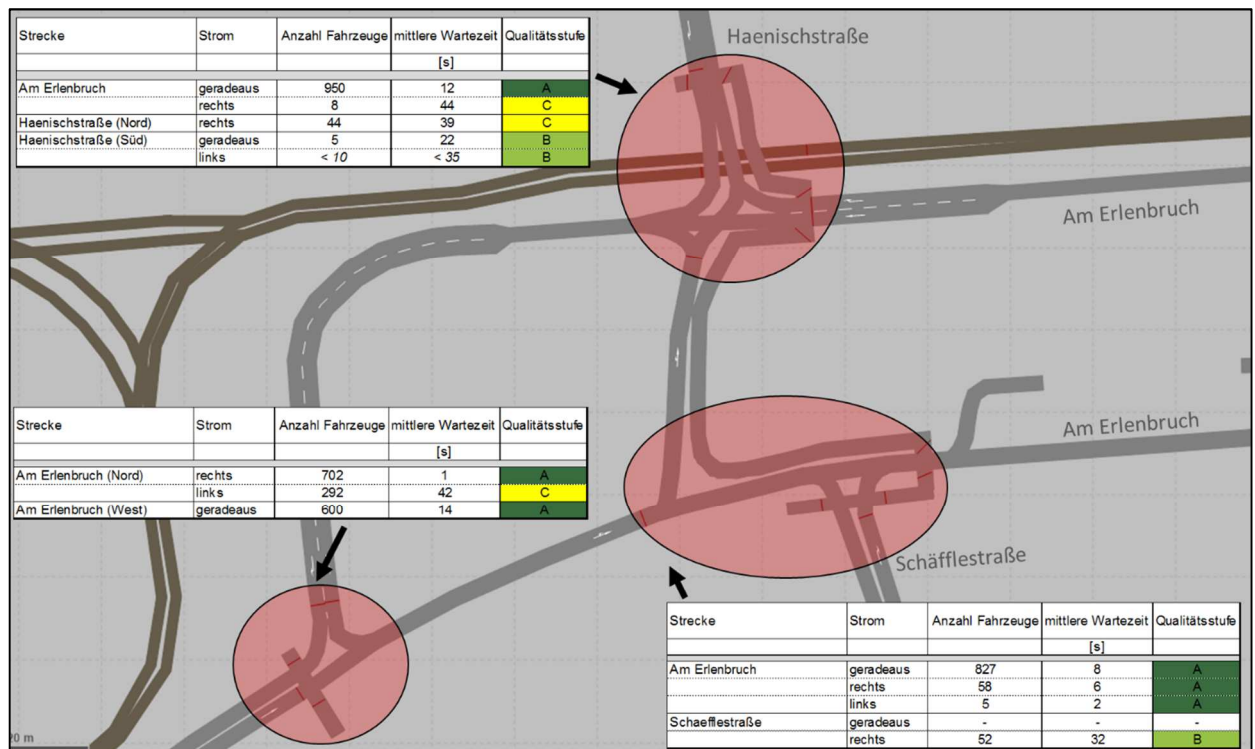 Strecke Strom Anzahl Fahrzeuge mittlere Wartezeit Qualitätsstufe
[s]
Am Erlenbruch geradeaus 950 12 A
rechts 8 44 C
Haenischstraße (Nord) rechts 44 39 C
Haenischstraße (Süd) geradeaus 5 22 B
links < 10 < 35 B
Haenischstraße
Am Erlenbruch
Strecke Strom Anzahl Fahrzeuge mittlere Wartezeit Qualitätsstufe
[s]
Am Erlenbruch (Nord) rechts 702 1 A
links 292 42 C
Am Erlenbruch (West) geradeaus 600 14 A
Am Erlenbruch
Schäfflestraße
Strecke Strom Anzahl Fahrzeuge mittlere Wartezeit Qualitätsstufe
[s]
Am Erlenbruch geradeaus 827 8 A
rechts 58 6 A
links 5 2 A
Schaefflestraße geradeaus - - -
rechts 52 32 B